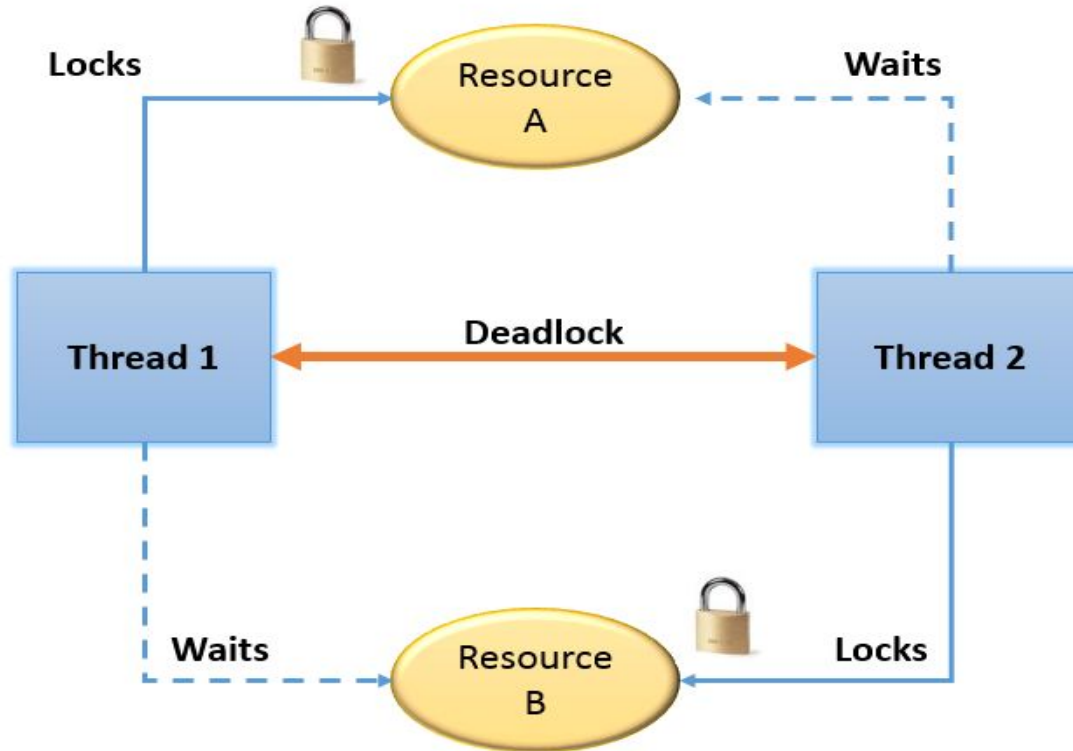 Locks
Resource
A
Waits
Thread 1
Deadlock
Thread 2
Waits
Resource
B
Locks